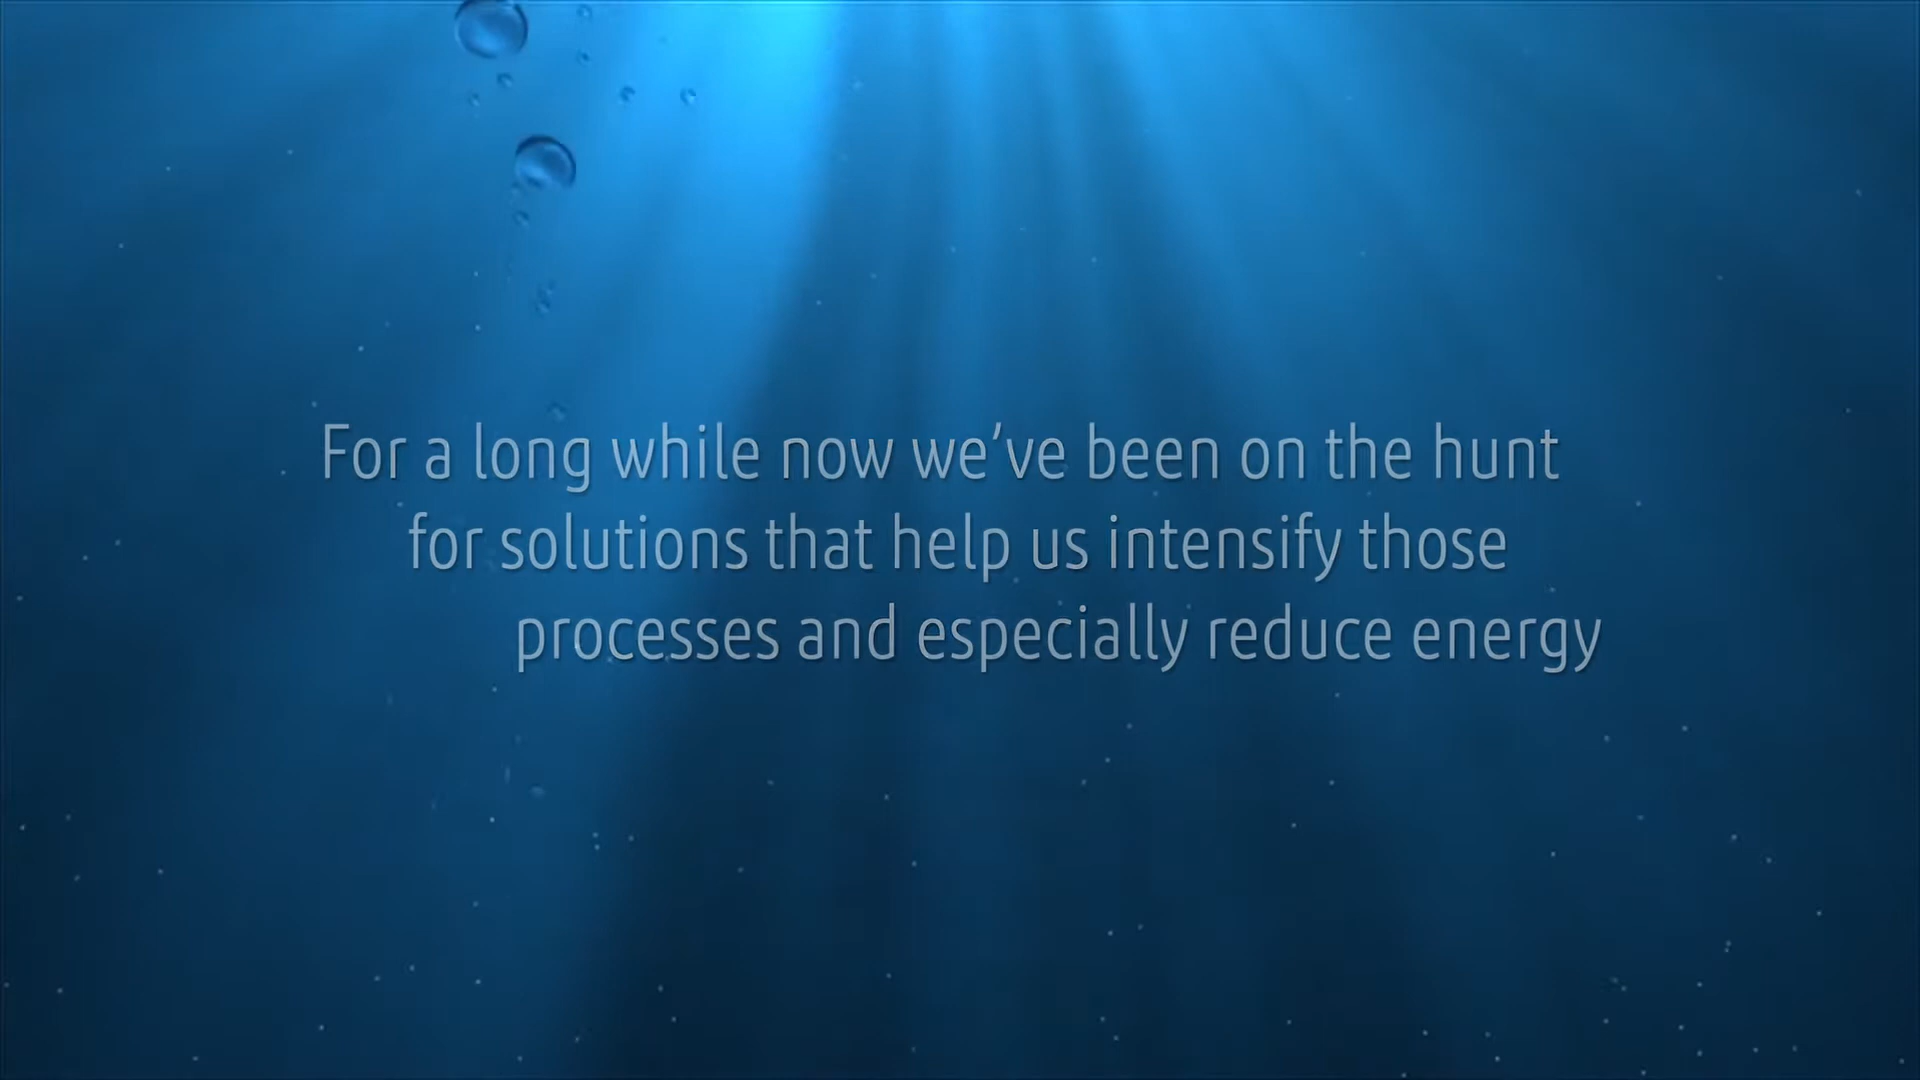 For a long while now we’ve been on the hunt
for solutions that help us intensify those
processes and especially reduce energy